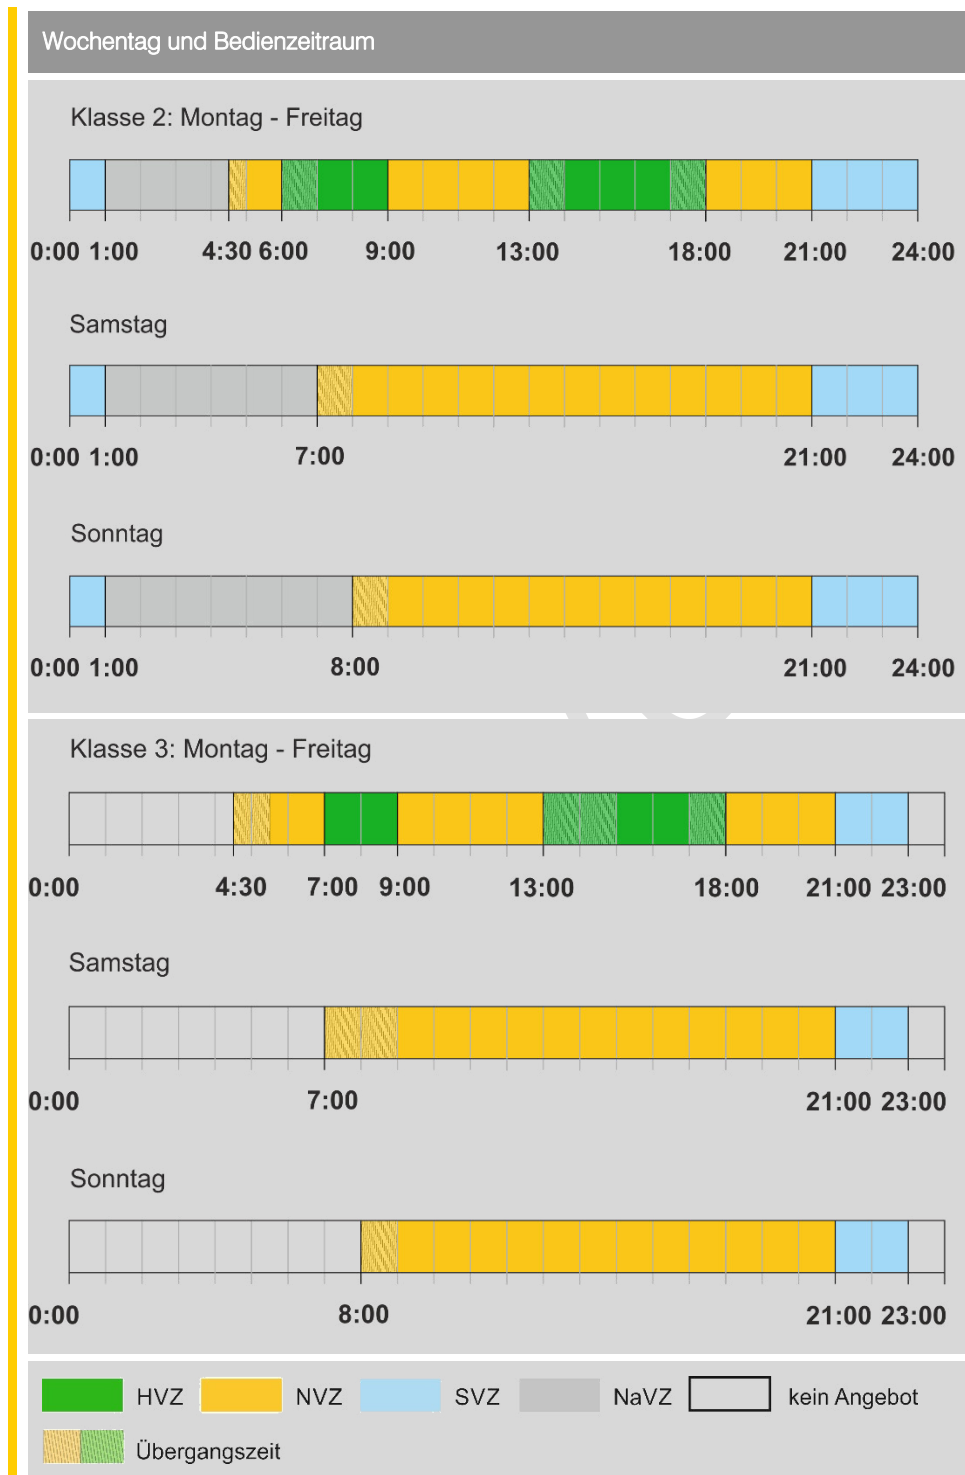 Wochentag und Bedienzeitraum
Klasse 2: Montag - Freitag
0:00 1:00 4:30 6:00 9:00 13:00 18:00 21:00 24:00
Samstag
0:00 1:00 7:00 21:00 24:00
Sonntag
0:00 1:00 8:00 21:00 24:00
Klasse 3: Montag - Freitag
0:00 4:30 7:00 9:00 13:00 18:00 21:00 23:00
Samstag
0:00 7:00 21:00 23:00
Sonntag
0:00 8:00 21:00 23:00
HVZ NVZ SVZ NaVZ kein Angebot
Übergangszeit